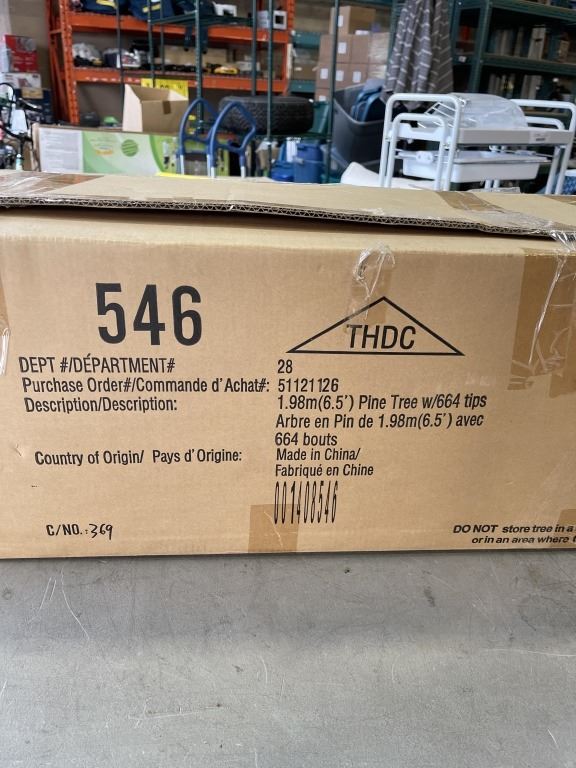 546
THDC
DEPT #/DÉPARTMENT# 28
Purchase Order#/Commande d'Achat#: 51121126
Description/Description: 1.98m(6.5') Pine Tree w/664 tips
Arbre en Pin de 1.98m(6.5') avec
664 bouts
Country of Origin/ Pays d'Origine: Made in China/
Fabriqué en Chine
001408546
C/NO.: 369
DO NOT store tree in a
or in an area where